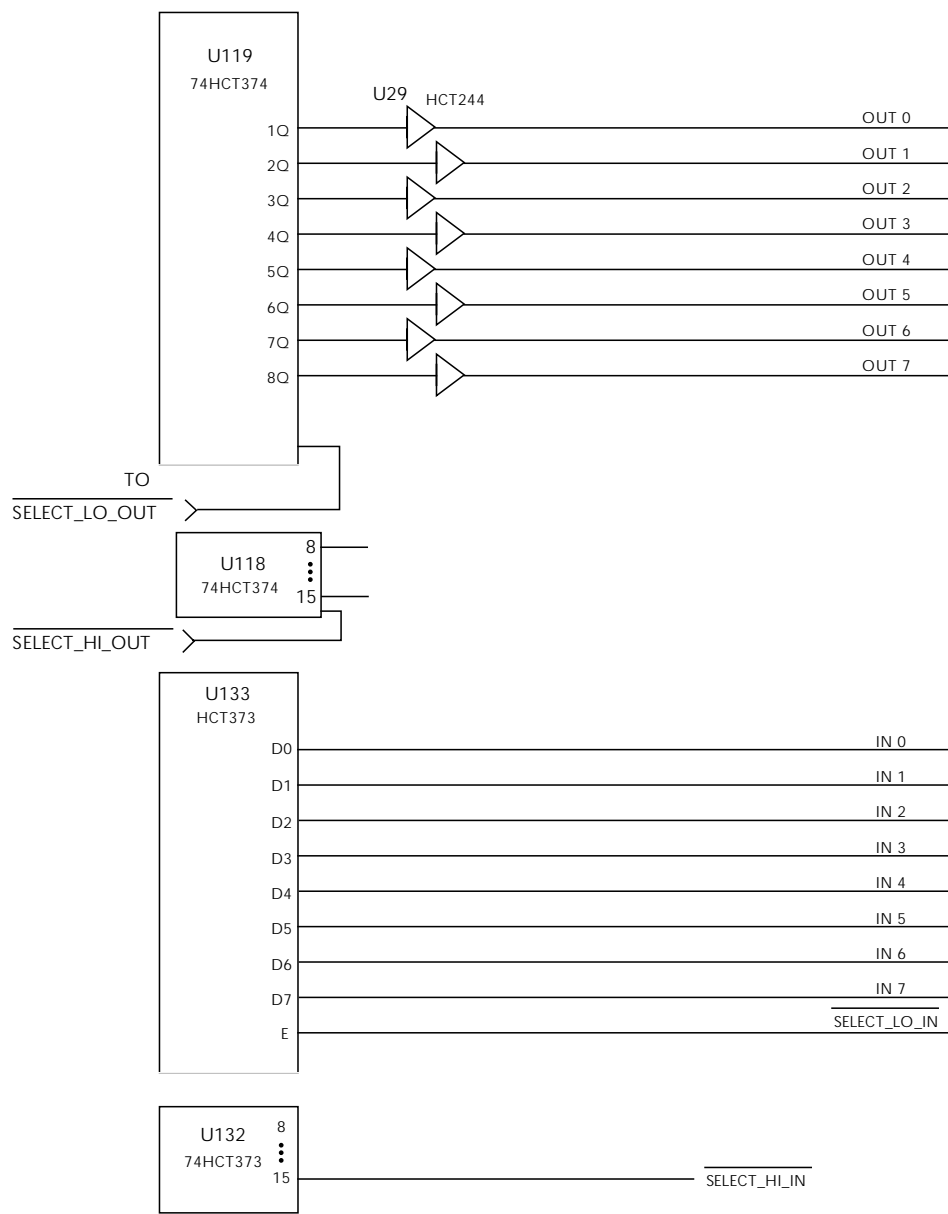 U119
74HCT374
U29 HCT244
1Q OUT 0
2Q OUT 1
3Q OUT 2
4Q OUT 3
5Q OUT 4
6Q OUT 5
7Q OUT 6
8Q OUT 7
TO
SELECT_LO_OUT
U118 8
74HCT374
15
SELECT_HI_OUT
U133
HCT373
D0 IN 0
D1 IN 1
D2 IN 2
D3 IN 3
D4 IN 4
D5 IN 5
D6 IN 6
D7 IN 7
E SELECT_LO_IN
U132 8
74HCT373
15 SELECT_HI_IN